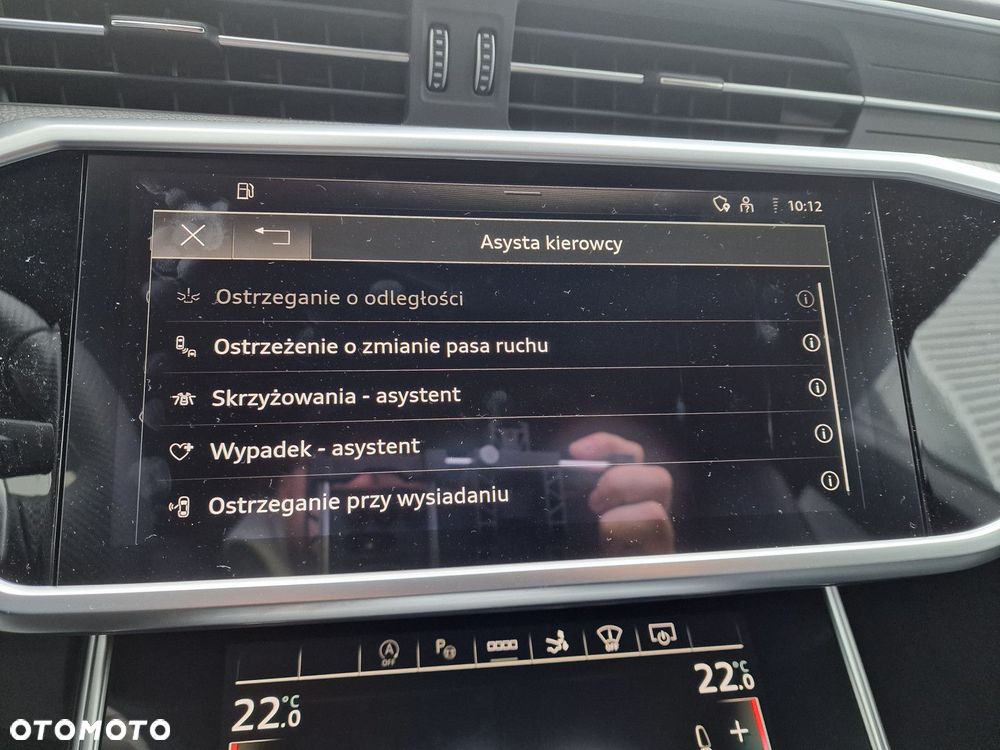 10:12
Asysta kierowcy
Ostrzeganie o odległości
Ostrzeżenie o zmianie pasa ruchu
Skrzyżowania - asystent
Wypadek - asystent
Ostrzeganie przy wysiadaniu
A OFF
P
OFF
22.0 °C
22.0 °C
+
OTOMOTO